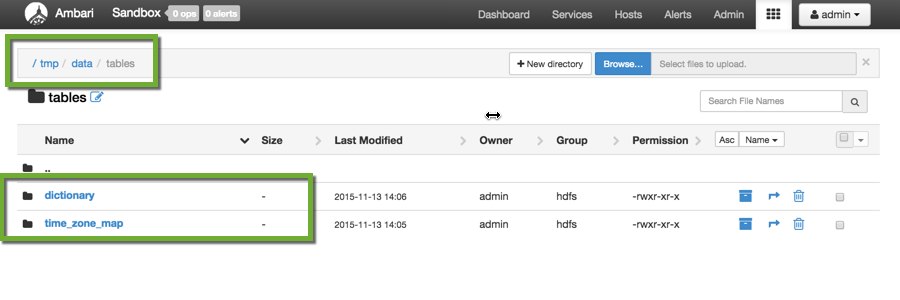 Ambari Sandbox 0 ops 0 alerts Dashboard Services Hosts Alerts Admin admin
/ tmp / data / tables + New directory Browse... Select files to upload. ×
tables Search File Names
Name Size Last Modified Owner Group Permission Asc Name
..
dictionary - 2015-11-13 14:06 admin hdfs -rwxr-xr-x
time_zone_map - 2015-11-13 14:05 admin hdfs -rwxr-xr-x